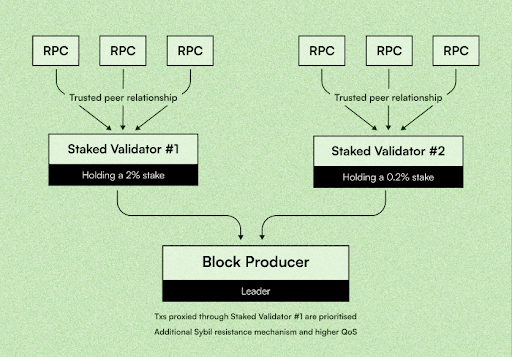 RPC RPC RPC RPC RPC RPC
Trusted peer relationship Trusted peer relationship
Staked Validator #1 Staked Validator #2
Holding a 2% stake Holding a 0.2% stake
Block Producer
Leader
Txs proxied through Staked Validator #1 are prioritised
Additional Sybil resistance mechanism and higher QoS